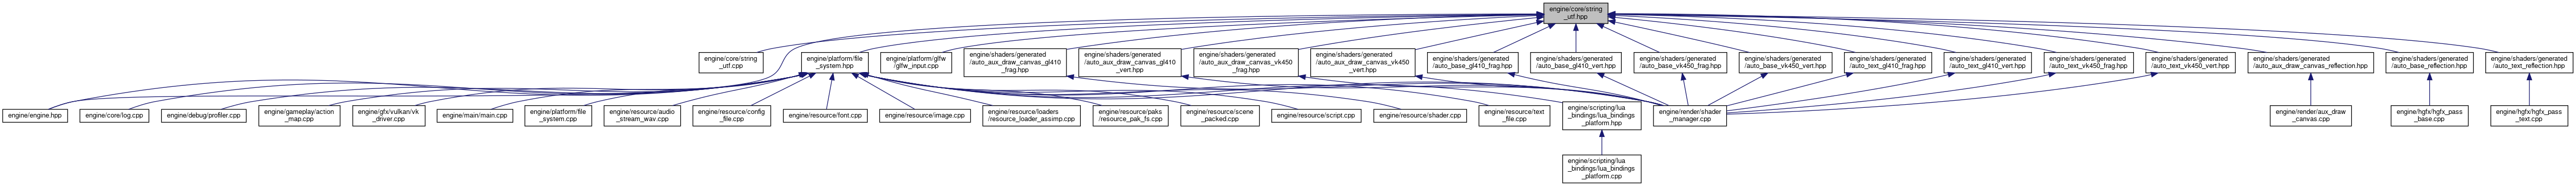 engine/core/string
_utf.hpp
engine/core/string
_utf.cpp
engine/platform/file
_system.hpp
engine/platform/glfw
/glfw_input.cpp
engine/shaders/generated
/auto_aux_draw_canvas_gl410
_frag.hpp
engine/shaders/generated
/auto_aux_draw_canvas_gl410
_vert.hpp
engine/shaders/generated
/auto_aux_draw_canvas_vk450
_frag.hpp
engine/shaders/generated
/auto_aux_draw_canvas_vk450
_vert.hpp
engine/shaders/generated
/auto_base_gl410_frag.hpp
engine/shaders/generated
/auto_base_gl410_vert.hpp
engine/shaders/generated
/auto_base_vk450_frag.hpp
engine/shaders/generated
/auto_base_vk450_vert.hpp
engine/shaders/generated
/auto_text_gl410_frag.hpp
engine/shaders/generated
/auto_text_gl410_vert.hpp
engine/shaders/generated
/auto_text_vk450_frag.hpp
engine/shaders/generated
/auto_text_vk450_vert.hpp
engine/shaders/generated
/auto_aux_draw_canvas_reflection.hpp
engine/shaders/generated
/auto_base_reflection.hpp
engine/shaders/generated
/auto_text_reflection.hpp
engine/engine.hpp
engine/core/log.cpp
engine/debug/profiler.cpp
engine/gameplay/action
_map.cpp
engine/gfx/vulkan/vk
_driver.cpp
engine/main/main.cpp
engine/platform/file
_system.cpp
engine/resource/audio
_stream_wav.cpp
engine/resource/config
_file.cpp
engine/resource/font.cpp
engine/resource/image.cpp
engine/resource/loaders
/resource_loader_assimp.cpp
engine/resource/paks
/resource_pak_fs.cpp
engine/resource/scene
_packed.cpp
engine/resource/script.cpp
engine/resource/shader.cpp
engine/resource/text
_file.cpp
engine/scripting/lua
_bindings/lua_bindings
_platform.hpp
engine/render/shader
_manager.cpp
engine/render/aux_draw
_canvas.cpp
engine/hgfx/hgfx_pass
_base.cpp
engine/hgfx/hgfx_pass
_text.cpp
engine/scripting/lua
_bindings/lua_bindings
_platform.cpp